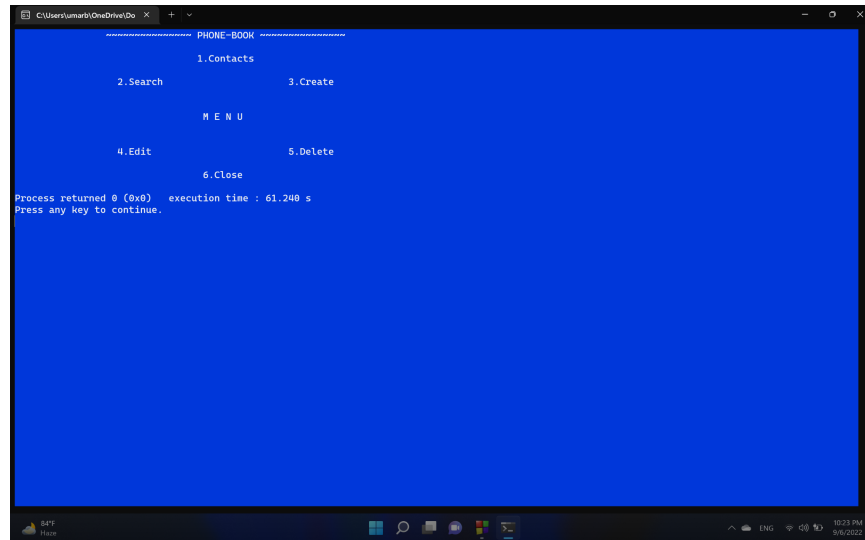 C:\Users\umarb\OneDrive\Do
~~~~~~~~~~~~~~~ PHONE-BOOK ~~~~~~~~~~~~~~~
1.Contacts
2.Search 3.Create
M E N U
4.Edit 5.Delete
6.Close
Process returned 0 (0x0) execution time : 61.240 s
Press any key to continue.
84°F
Haze
ENG
10:23 PM
9/6/2022